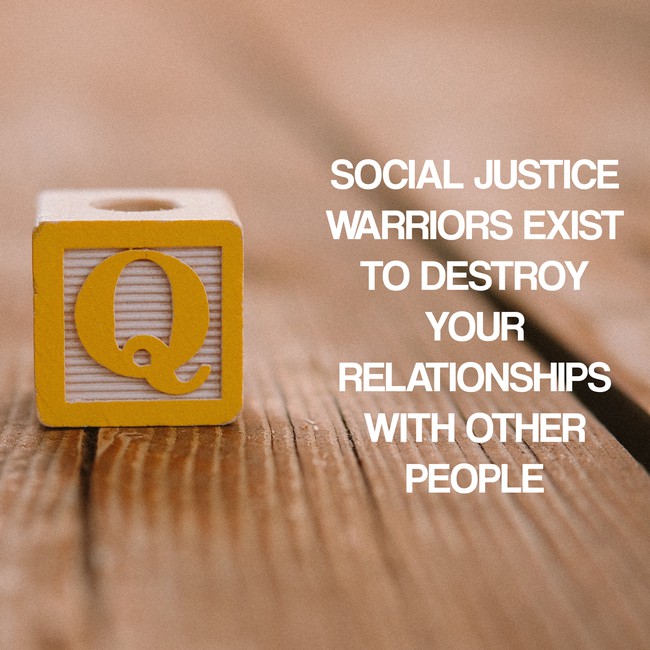 Q
SOCIAL JUSTICE
WARRIORS EXIST
TO DESTROY
YOUR
RELATIONSHIPS
WITH OTHER
PEOPLE